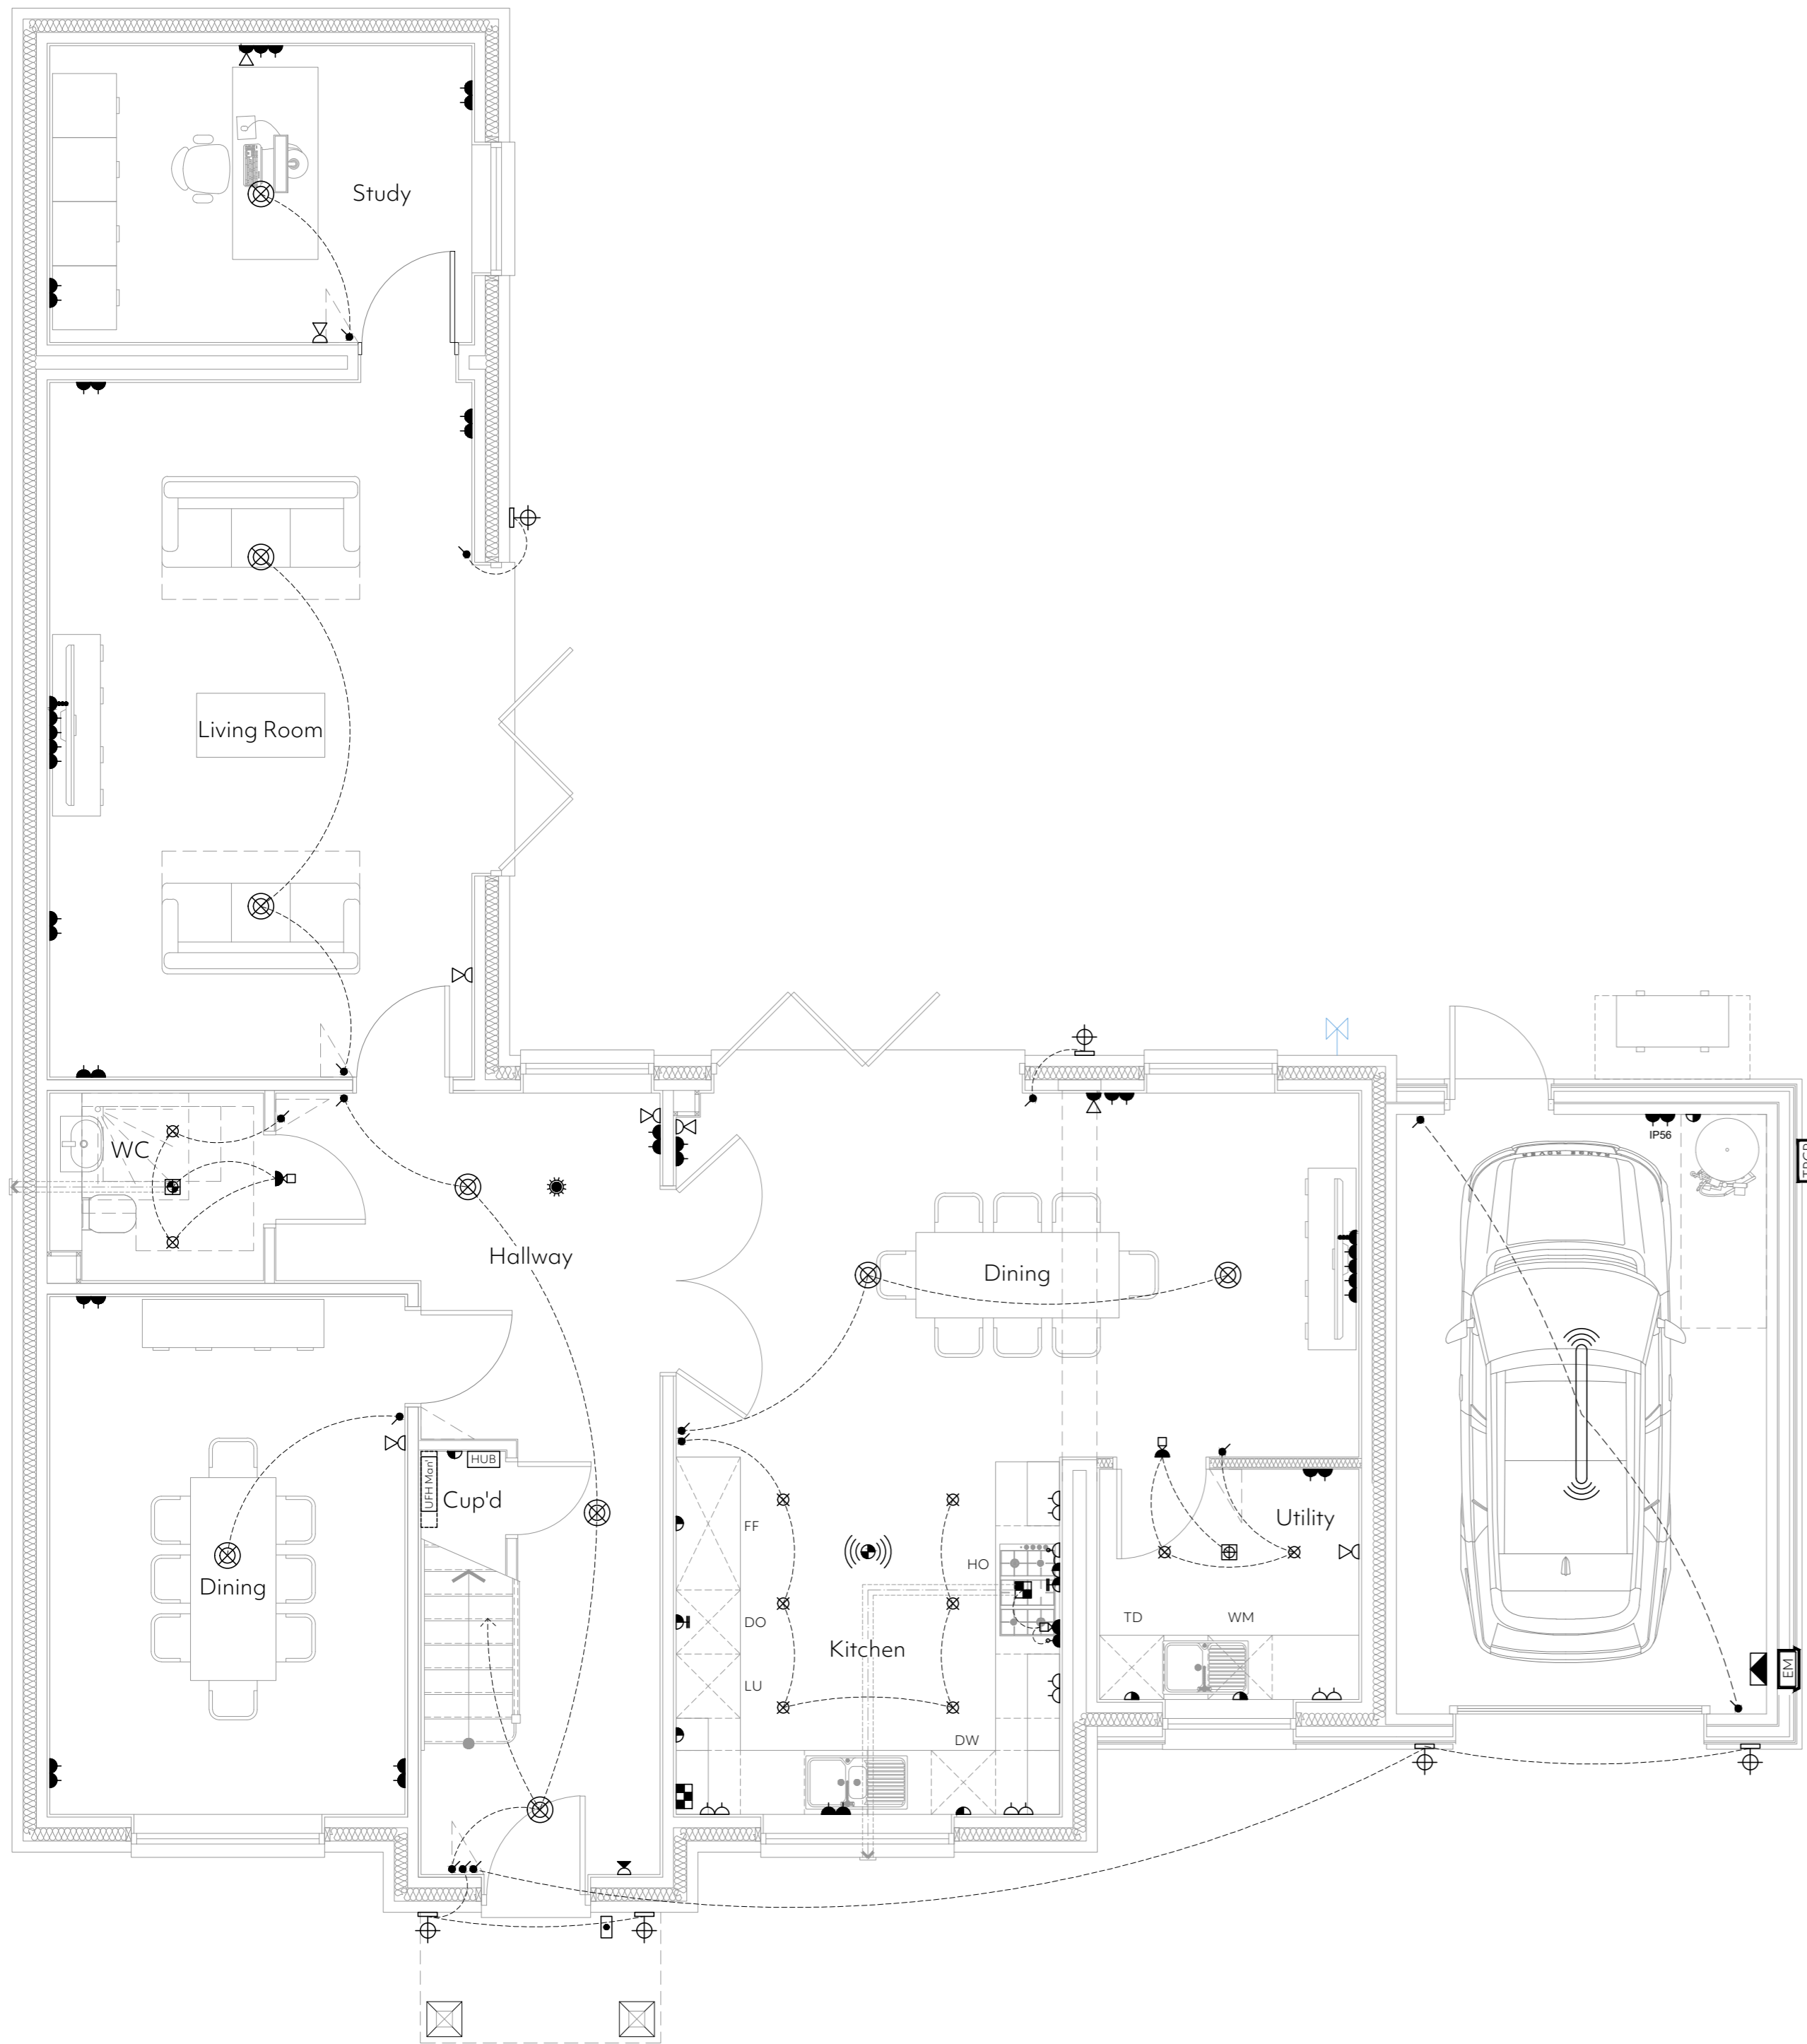 Study
Living Room
WC
IP56
Hallway
Dining
HUB
UFH Man'
Cup'd
FF
Utility
HO
Dining
TD
WM
DO
Kitchen
EM
LU
DW